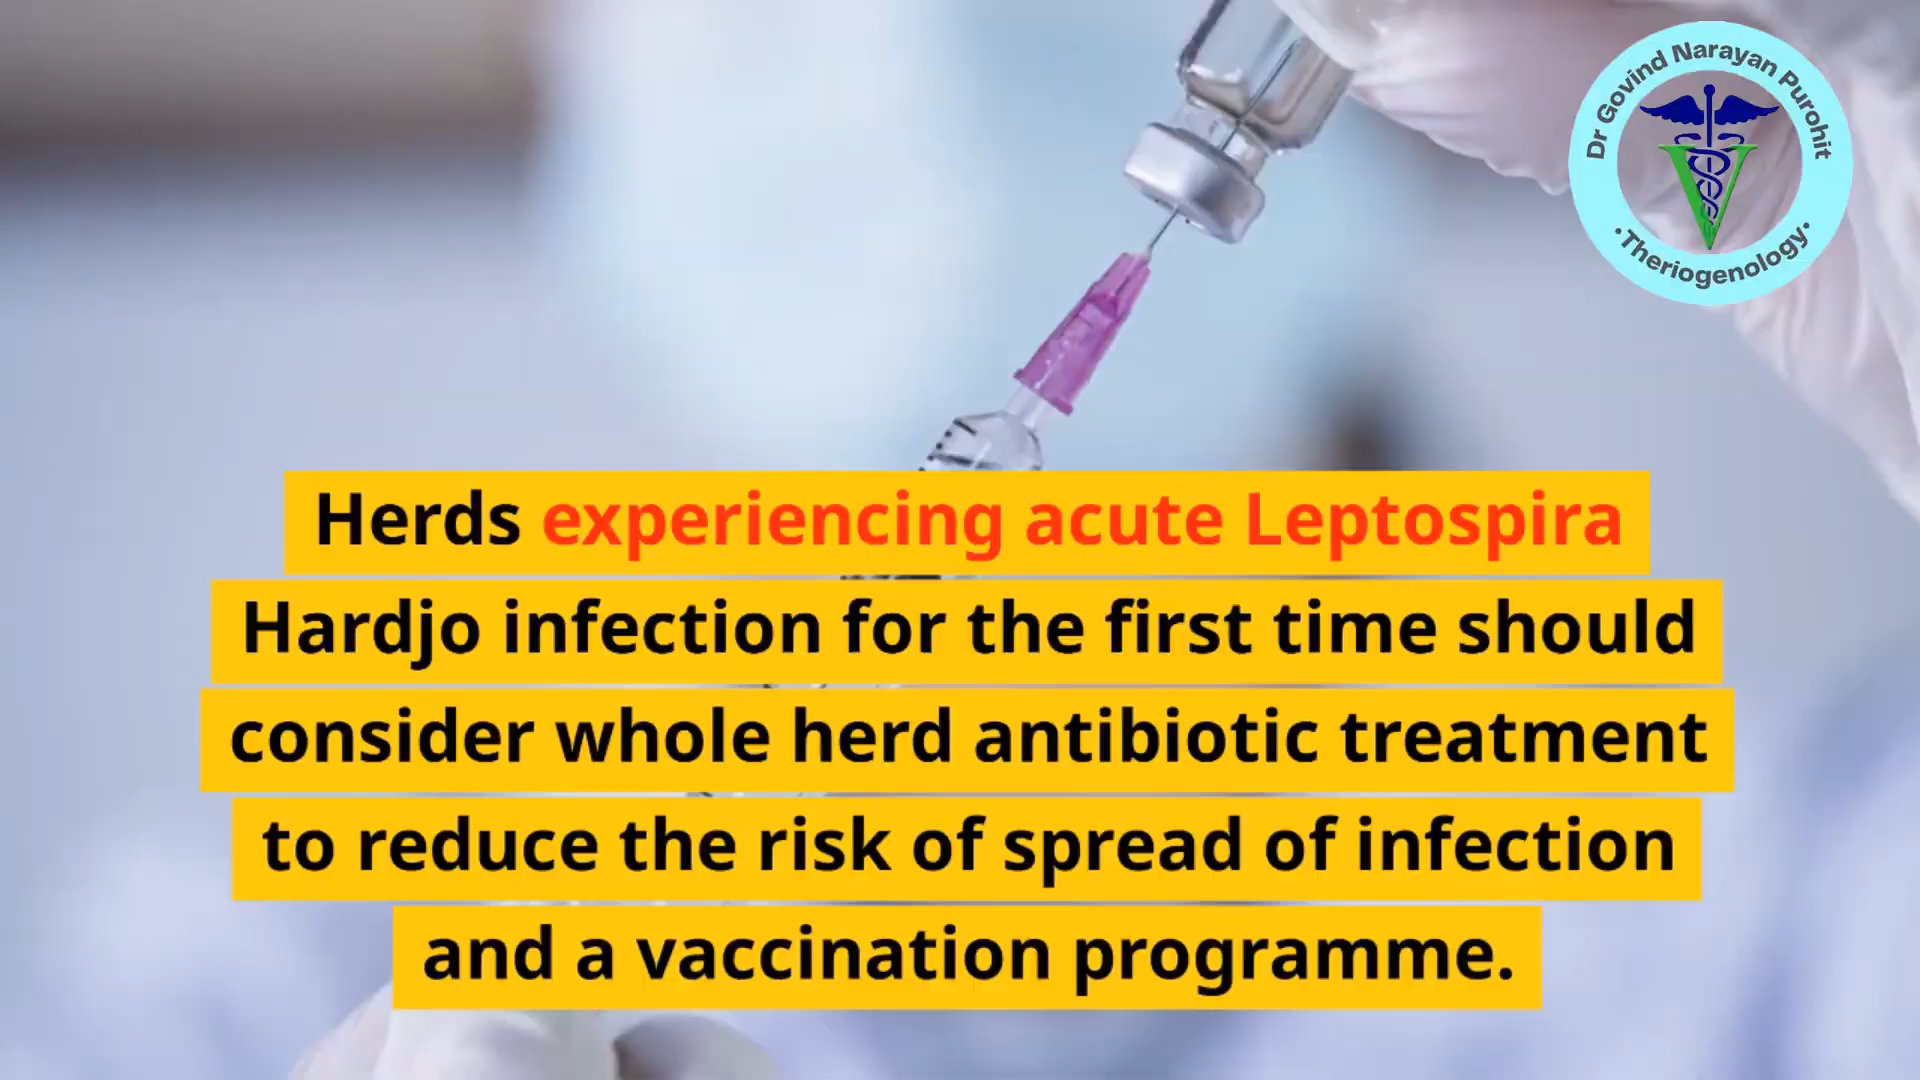 Dr Govind Narayan Purohit
·Theriogenology·
Herds experiencing acute Leptospira
Hardjo infection for the first time should
consider whole herd antibiotic treatment
to reduce the risk of spread of infection
and a vaccination programme.